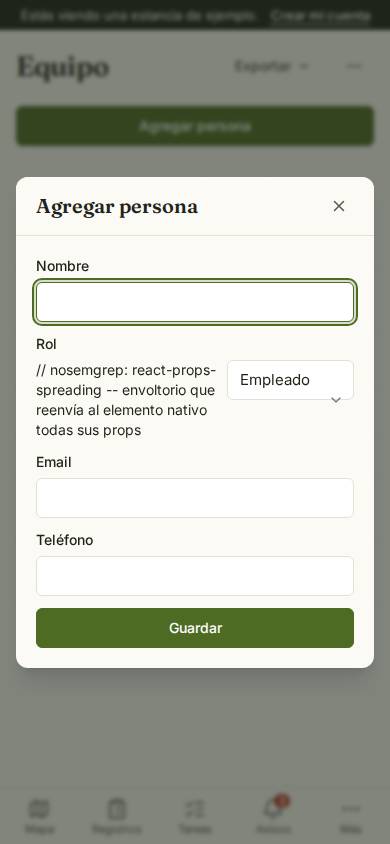 Estás viendo una estancia de ejemplo. Crear mi cuenta
Equipo
Exportar
Agregar persona
Agregar persona
Nombre
Rol
// nosemgrep: react-props-
spreading -- envoltorio que
reenvía al elemento nativo
todas sus props
Empleado
Email
Teléfono
Guardar
Mapa Registros Tareas Avisos Más